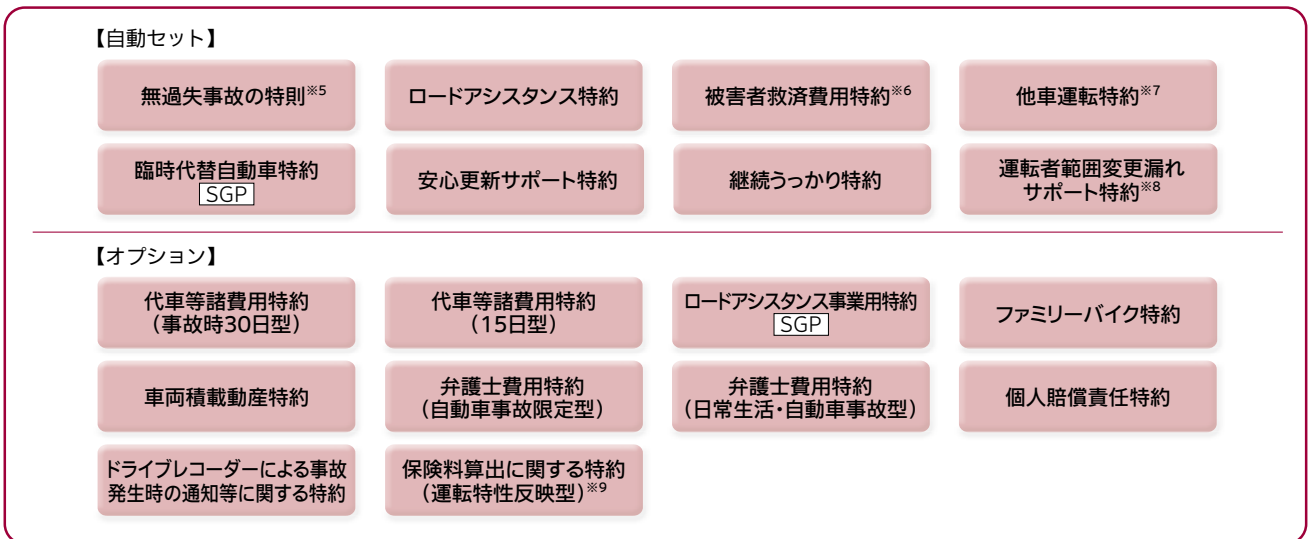 【自動セット】
無過失事故の特則※5
ロードアシスタンス特約
被害者救済費用特約※6
他車運転特約※7
臨時代替自動車特約
SGP
安心更新サポート特約
継続うっかり特約
運転者範囲変更漏れ
サポート特約※8
【オプション】
代車等諸費用特約
（事故時30日型）
代車等諸費用特約
（15日型）
ロードアシスタンス事業用特約
SGP
ファミリーバイク特約
車両積載動産特約
弁護士費用特約
（自動車事故限定型）
弁護士費用特約
（日常生活・自動車事故型）
個人賠償責任特約
ドライブレコーダーによる事故
発生時の通知等に関する特約
保険料算出に関する特約
（運転特性反映型）※9